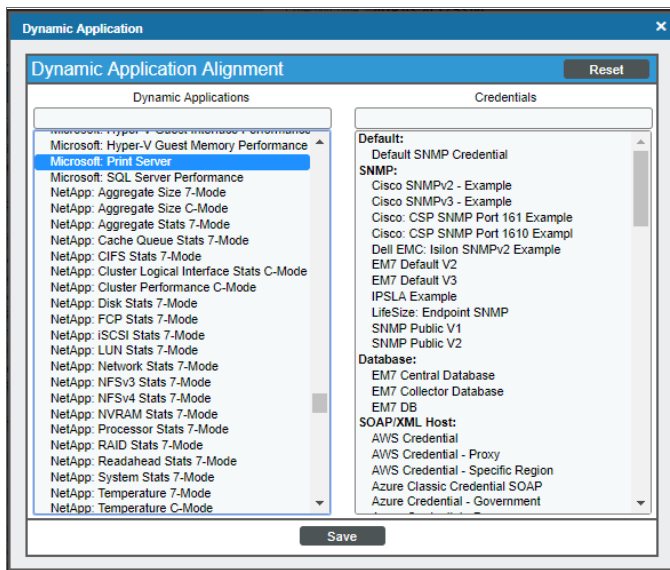 Dynamic Application
Dynamic Application Alignment
Reset
Dynamic Applications
Microsoft: Hyper-V Guest Interface Performance
Microsoft: Hyper-V Guest Memory Performance
Microsoft: Print Server
Microsoft: SQL Server Performance
NetApp: Aggregate Size 7-Mode
NetApp: Aggregate Size C-Mode
NetApp: Aggregate Stats 7-Mode
NetApp: Cache Queue Stats 7-Mode
NetApp: CIFS Stats 7-Mode
NetApp: Cluster Logical Interface Stats C-Mode
NetApp: Cluster Performance C-Mode
NetApp: Disk Stats 7-Mode
NetApp: FCP Stats 7-Mode
NetApp: iSCSI Stats 7-Mode
NetApp: LUN Stats 7-Mode
NetApp: Network Stats 7-Mode
NetApp: NFSv3 Stats 7-Mode
NetApp: NFSv4 Stats 7-Mode
NetApp: NVRAM Stats 7-Mode
NetApp: Processor Stats 7-Mode
NetApp: RAID Stats 7-Mode
NetApp: Readahead Stats 7-Mode
NetApp: System Stats 7-Mode
NetApp: Temperature 7-Mode
NetApp: Temperature C-Mode
Credentials
Default:
Default SNMP Credential
SNMP:
Cisco SNMPv2 - Example
Cisco SNMPv3 - Example
Cisco: CSP SNMP Port 161 Example
Cisco: CSP SNMP Port 1610 Exampl
Dell EMC: Isilon SNMPv2 Example
EM7 Default V2
EM7 Default V3
IPSLA Example
LifeSize: Endpoint SNMP
SNMP Public V1
SNMP Public V2
Database:
EM7 Central Database
EM7 Collector Database
EM7 DB
SOAP/XML Host:
AWS Credential
AWS Credential - Proxy
AWS Credential - Specific Region
Azure Classic Credential SOAP
Azure Credential - Government
Save